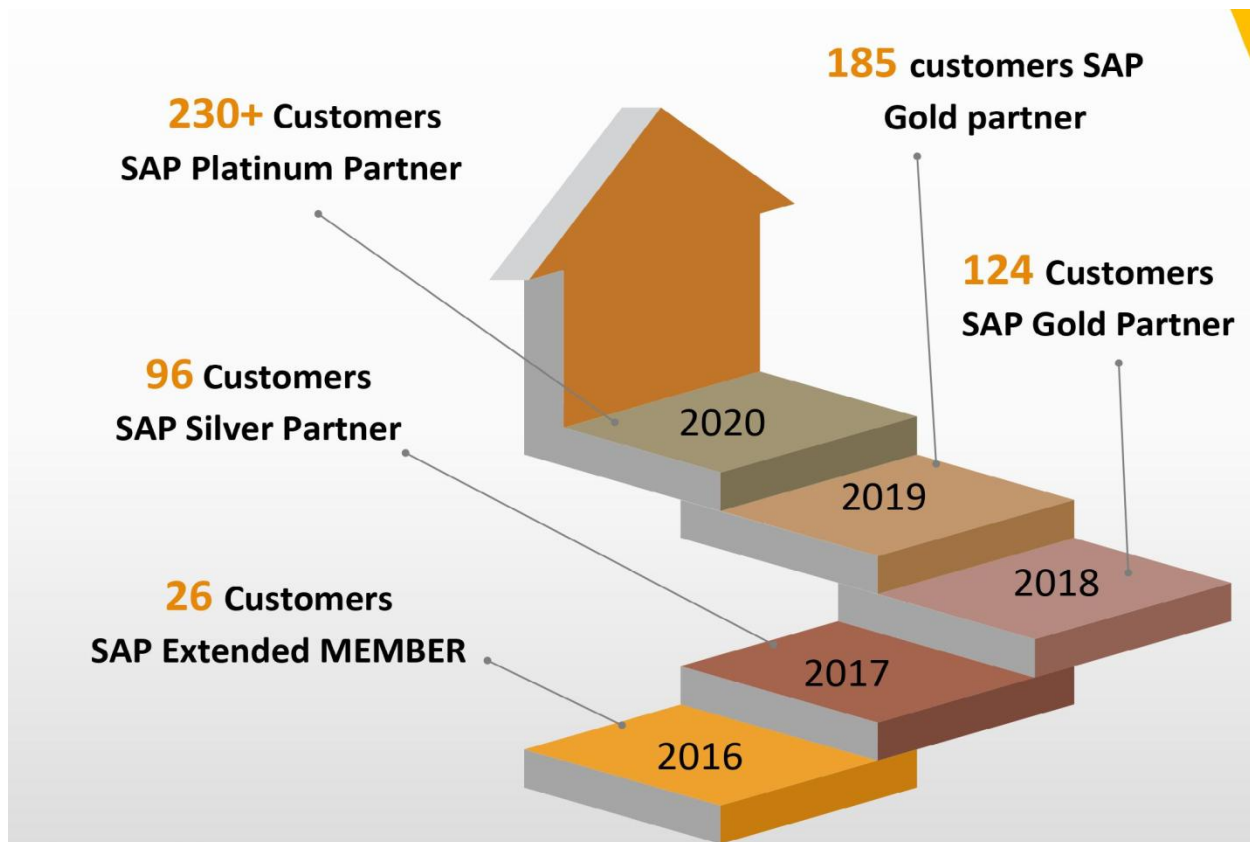 185 customers SAP
Gold partner
230+ Customers
SAP Platinum Partner
124 Customers
SAP Gold Partner
96 Customers
SAP Silver Partner
26 Customers
SAP Extended MEMBER
2020
2019
2018
2017
2016